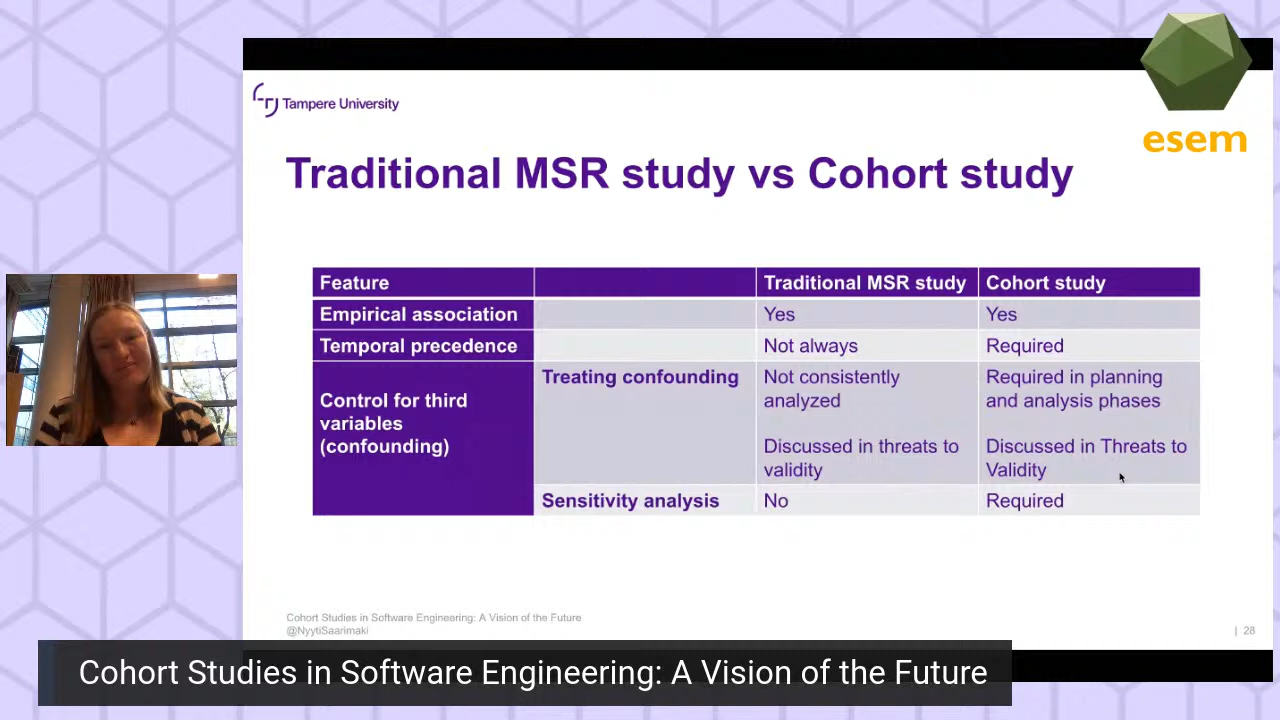 Tampere University
esem
Traditional MSR study vs Cohort study
Feature
Traditional MSR study
Cohort study
Empirical association
Yes
Yes
Temporal precedence
Not always
Required
Control for third
variables
(confounding)
Treating confounding
Not consistently
analyzed
Discussed in threats to
validity
Required in planning
and analysis phases
Discussed in Threats to
Validity
Sensitivity analysis
No
Required
Cohort Studies in Software Engineering: A Vision of the Future
@NyytiSaarimaki
| 28
Cohort Studies in Software Engineering: A Vision of the Future